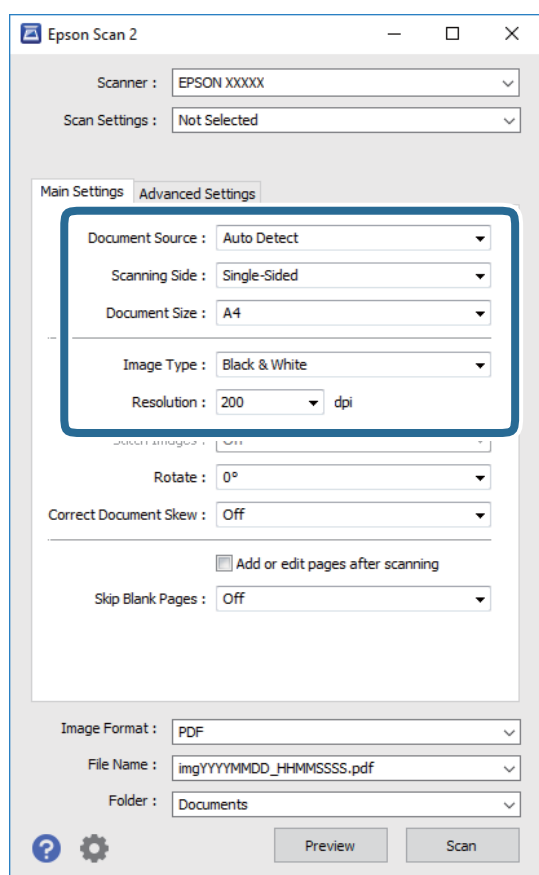 Epson Scan 2
Scanner : EPSON XXXXX
Scan Settings : Not Selected
Main Settings Advanced Settings
Document Source : Auto Detect
Scanning Side : Single-Sided
Document Size : A4
Image Type : Black & White
Resolution : 200 dpi
Stitch Images : Off
Rotate : 0°
Correct Document Skew : Off
Add or edit pages after scanning
Skip Blank Pages : Off
Image Format : PDF
File Name : imgYYYYMMDD_HHMMSSSS.pdf
Folder : Documents
? Preview Scan